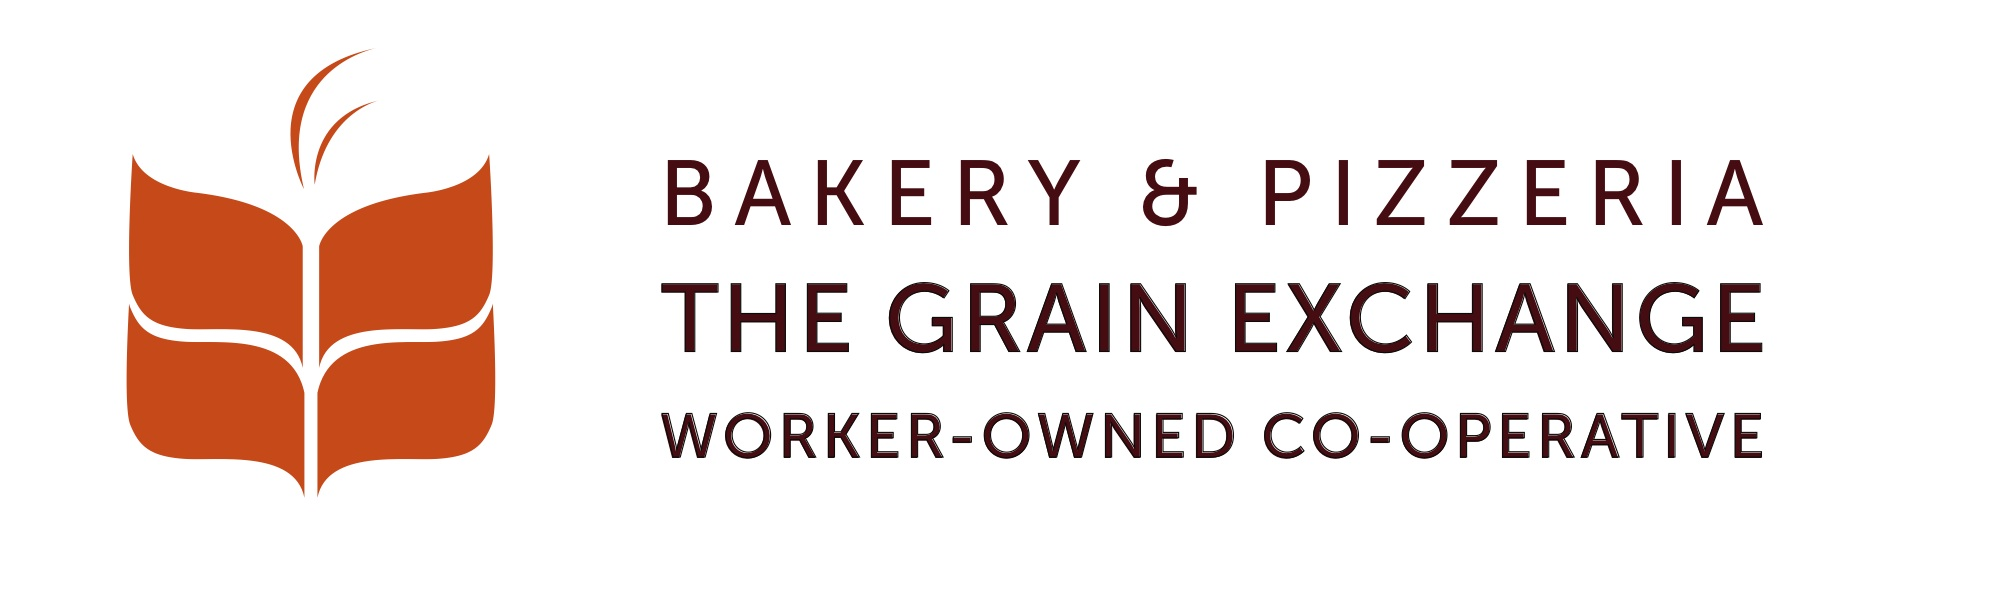 BAKERY & PIZZERIA
THE GRAIN EXCHANGE
WORKER-OWNED CO-OPERATIVE